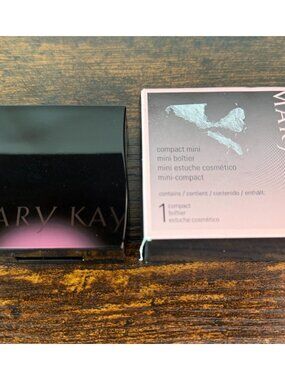 ARY KAY
MARY
compact mini
mini boîtier
mini estuche cosmético
mini-compact
contains / contient / contenido / enthält:
1 compact
boîtier
estuche cosmético